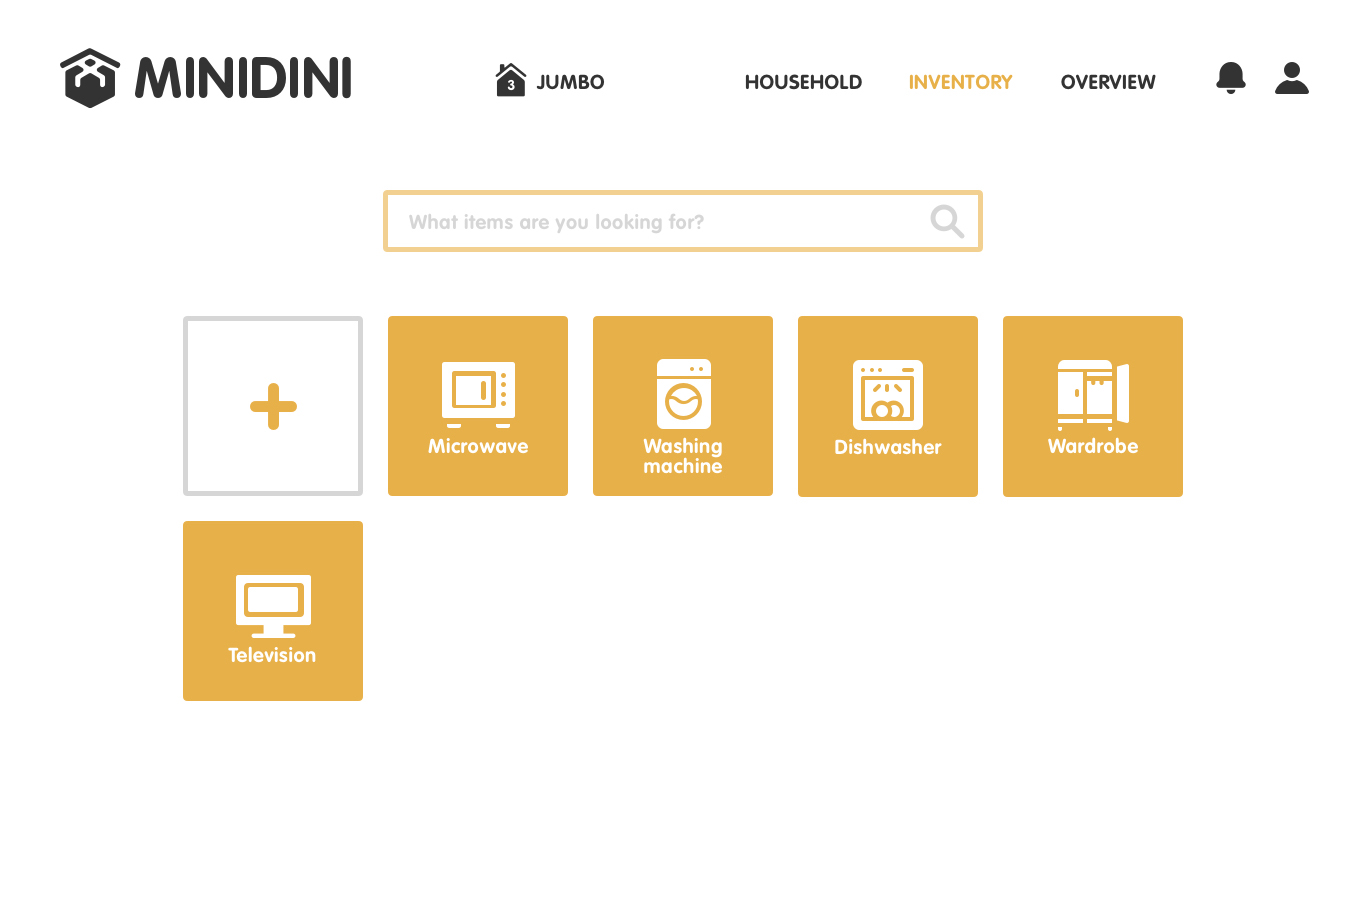 MINIDINI
3 JUMBO
HOUSEHOLD
INVENTORY
OVERVIEW
What items are you looking for?
Microwave
Washing
machine
Dishwasher
Wardrobe
Television